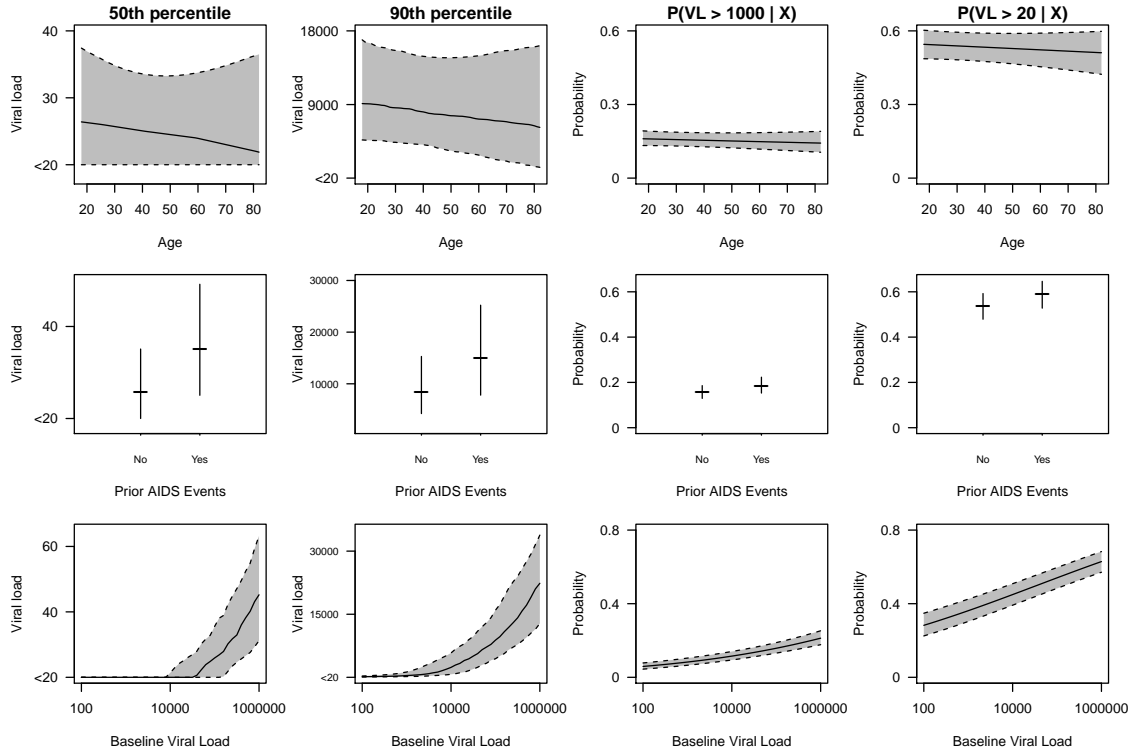 50th percentile
90th percentile
P(VL > 1000 | X)
P(VL > 20 | X)
Viral load
40
30
<20
20 30 40 50 60 70 80
Age
Viral load
18000
9000
<20
20 30 40 50 60 70 80
Age
Probability
0.6
0.3
0
20 30 40 50 60 70 80
Age
Probability
0.6
0.3
0
20 30 40 50 60 70 80
Age
Viral load
40
<20
No Yes
Prior AIDS Events
Viral load
30000
20000
10000
No Yes
Prior AIDS Events
Probability
0.6
0.4
0.2
0
No Yes
Prior AIDS Events
Probability
0.6
0.4
0.2
0
No Yes
Prior AIDS Events
Viral load
60
40
<20
100 10000 1000000
Baseline Viral Load
Viral load
30000
15000
<20
100 10000 1000000
Baseline Viral Load
Probability
0.8
0.4
0
100 10000 1000000
Baseline Viral Load
Probability
0.8
0.4
0
100 10000 1000000
Baseline Viral Load